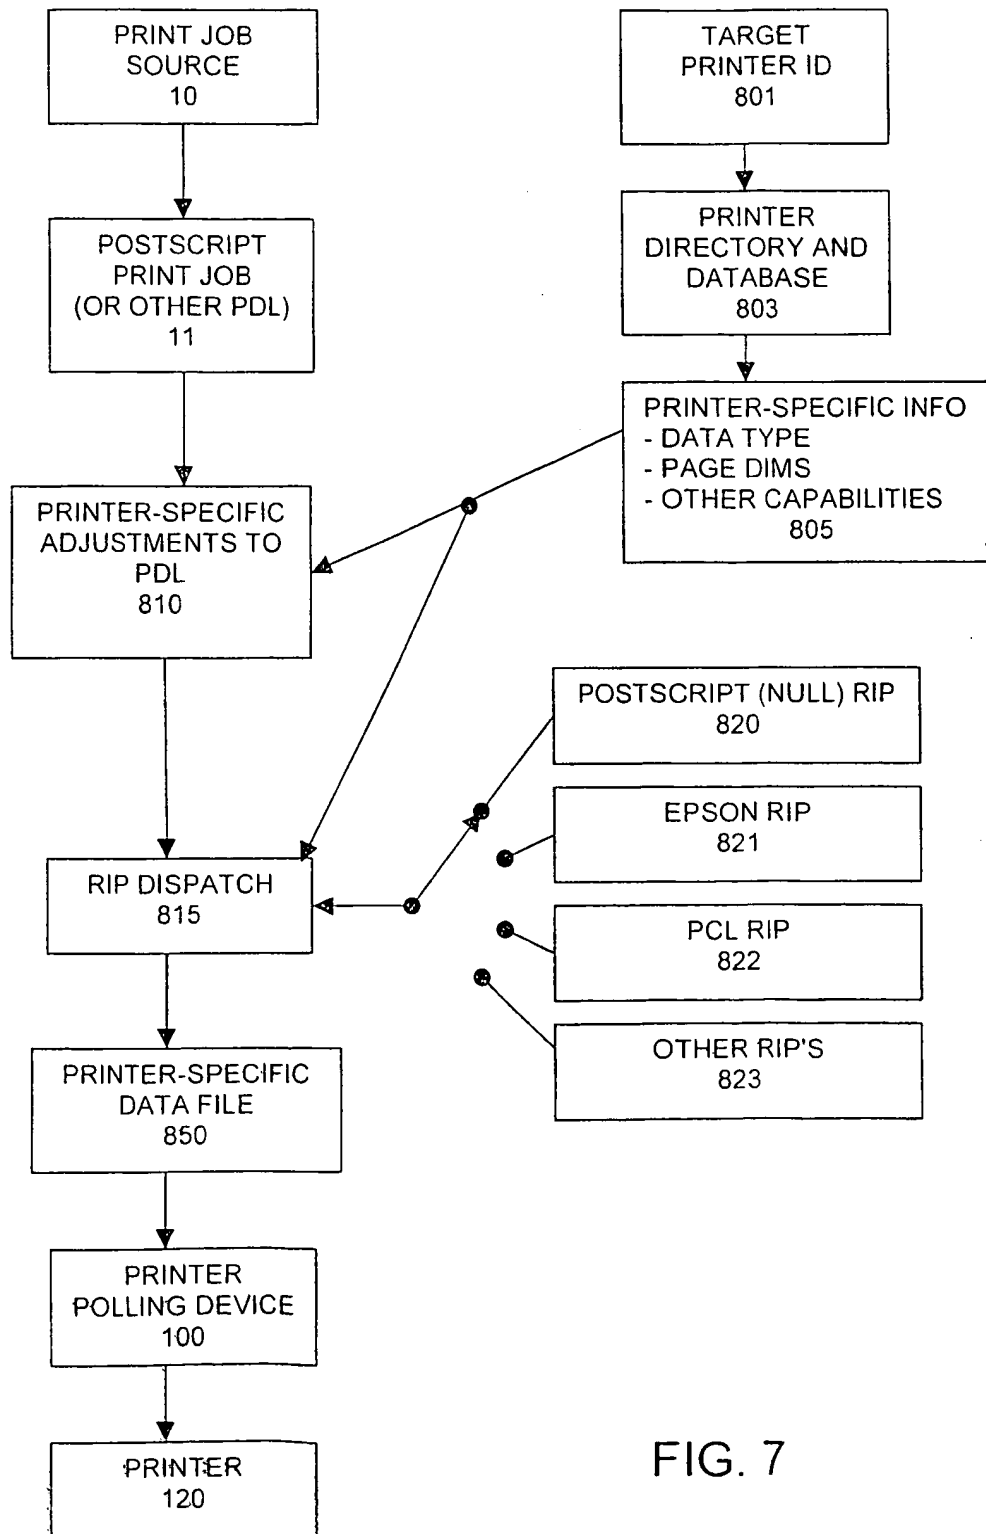 PRINT JOB
SOURCE
10
TARGET
PRINTER ID
801
POSTSCRIPT
PRINT JOB
(OR OTHER PDL)
11
PRINTER
DIRECTORY AND
DATABASE
803
PRINTER-SPECIFIC INFO
- DATA TYPE
- PAGE DIMS
- OTHER CAPABILITIES
805
PRINTER-SPECIFIC
ADJUSTMENTS TO
PDL
810
POSTSCRIPT (NULL) RIP
820
EPSON RIP
821
RIP DISPATCH
815
PCL RIP
822
OTHER RIP'S
823
PRINTER-SPECIFIC
DATA FILE
850
PRINTER
POLLING DEVICE
100
PRINTER
120
FIG. 7